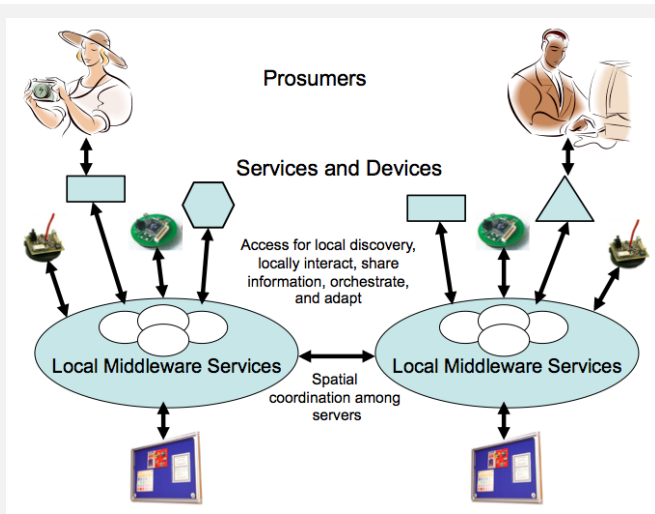 Prosumers
Services and Devices
Access for local discovery,
locally interact, share
information, orchestrate,
and adapt
Local Middleware Services
Local Middleware Services
Spatial
coordination among
servers